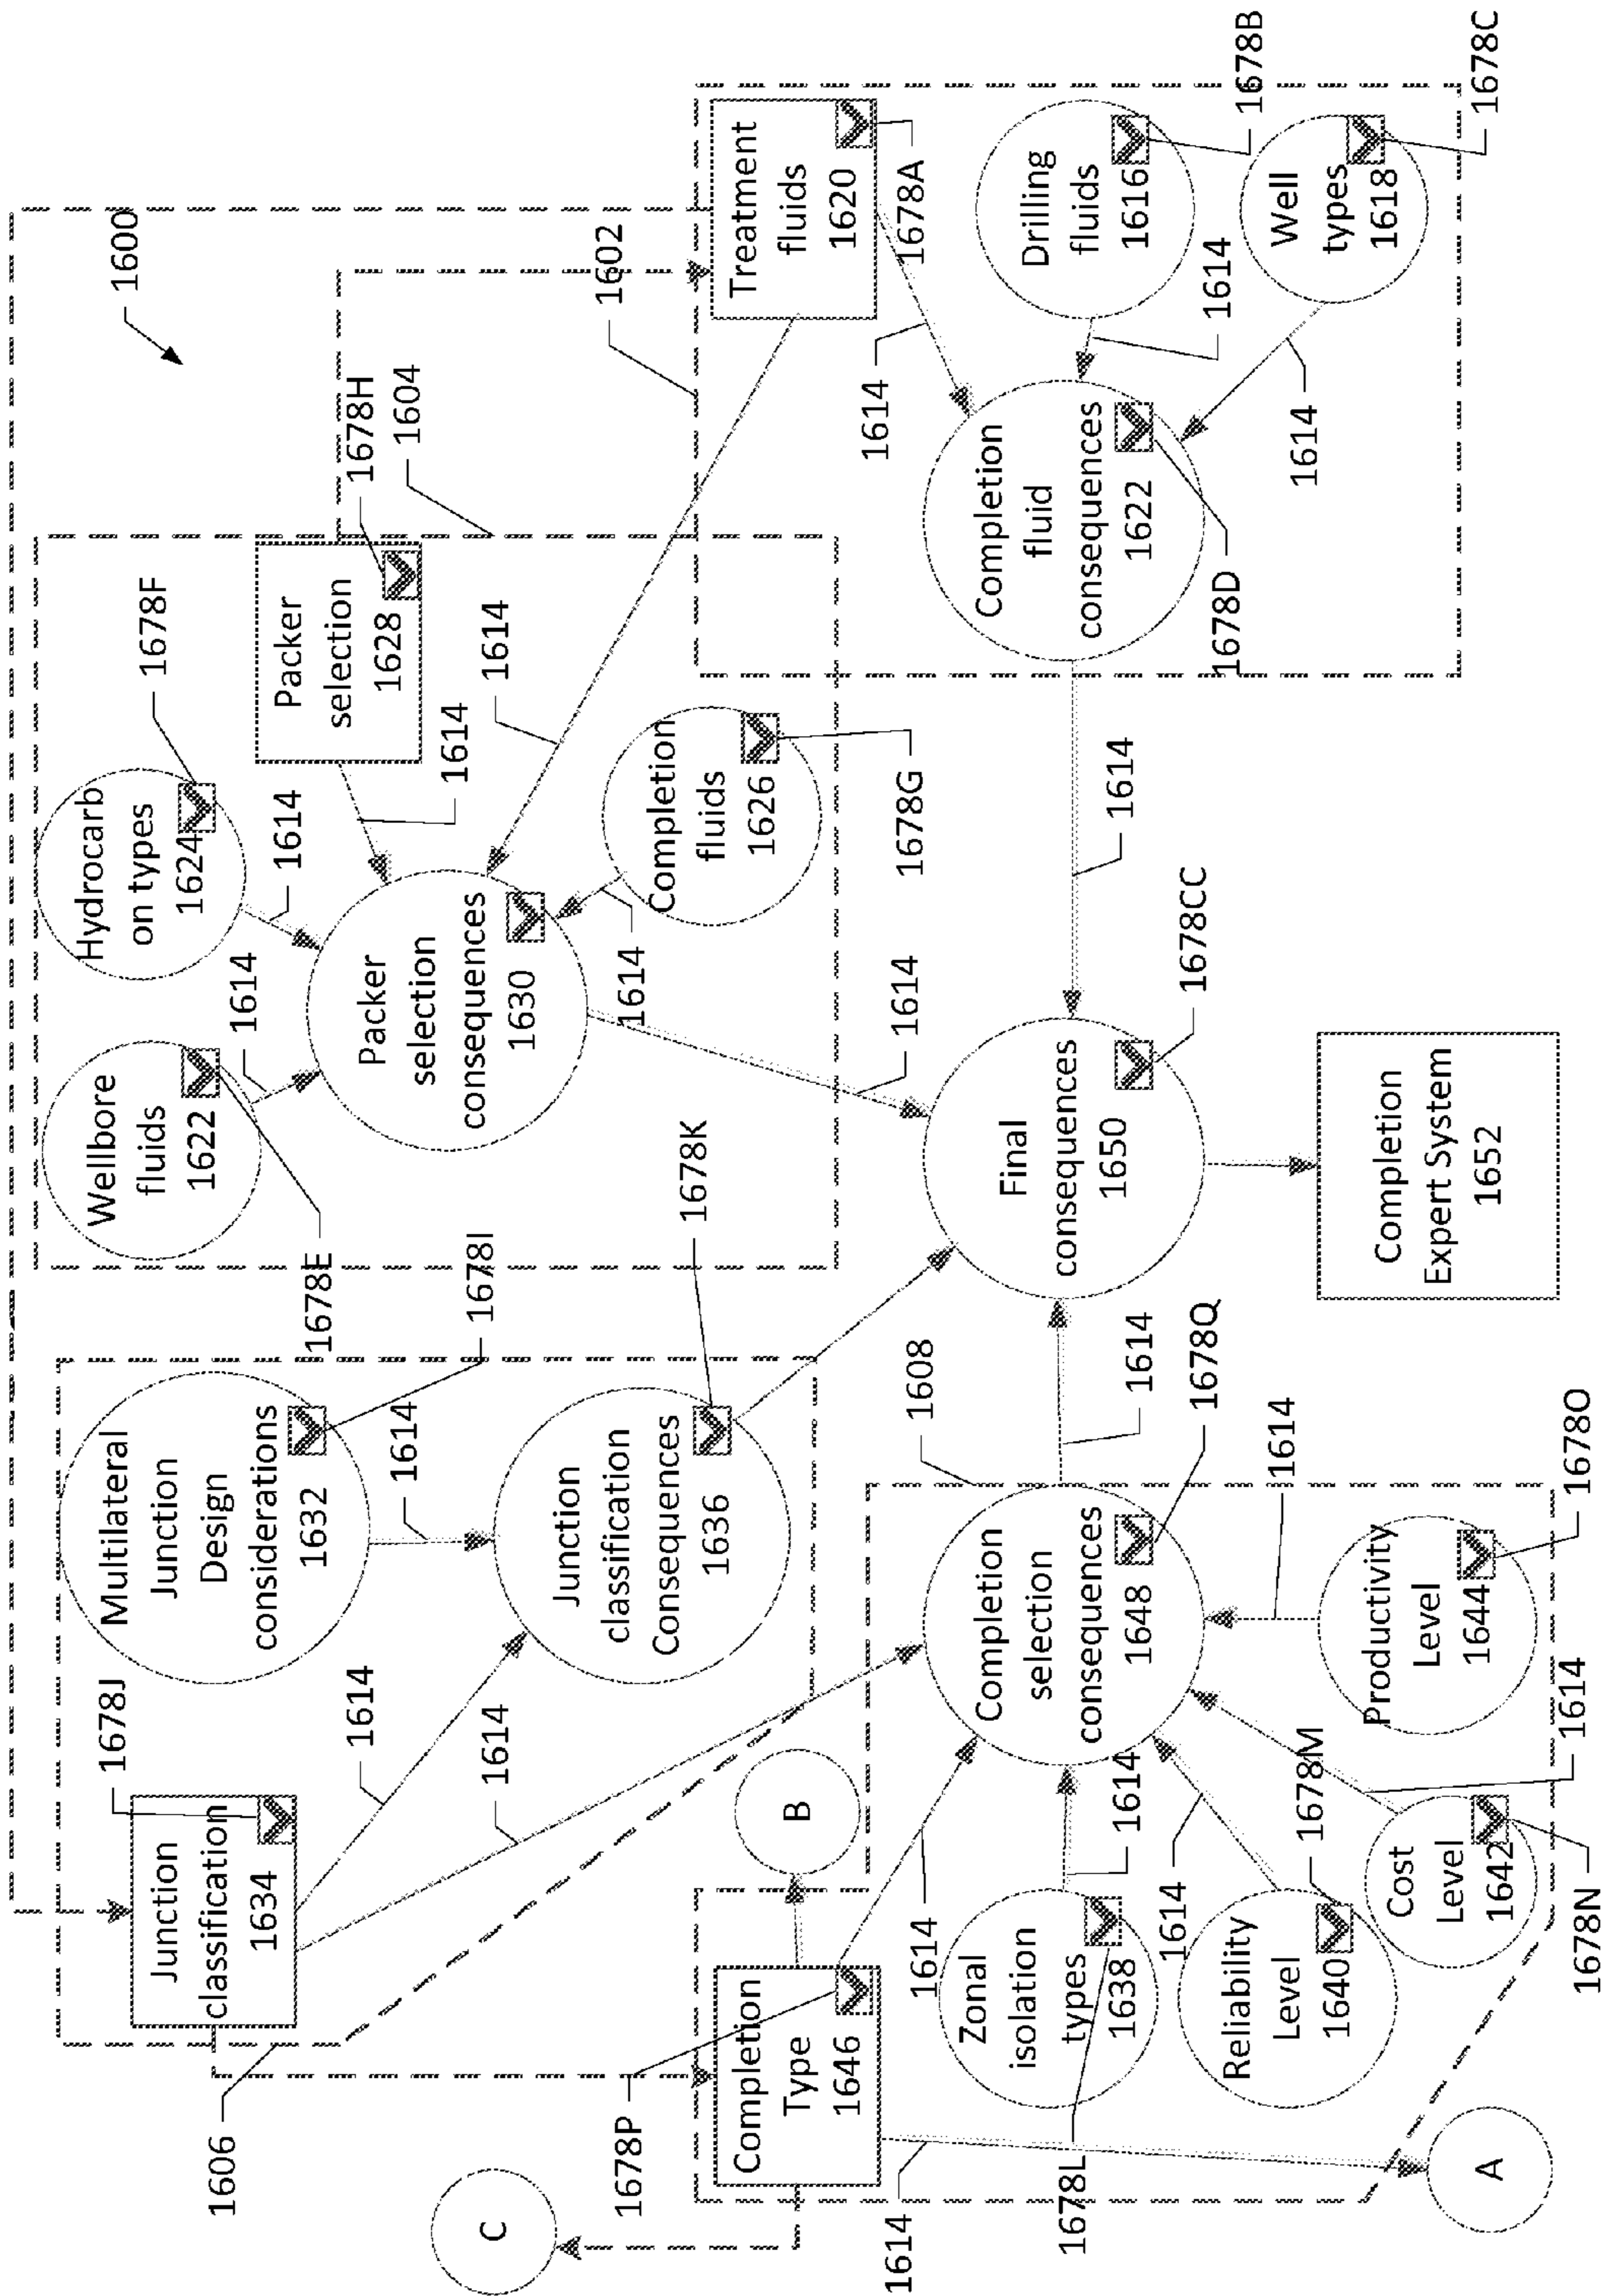 1600
1606
1678J
Junction
classification
1634
Multilateral
Junction
Design
considerations
1632
1678I
1614
1614
1614
Junction
classification
Consequences
1636
1678K
Wellbore
fluids
1622
1678E
1614
Hydrocarb
on types
1624
1678F
1614
Packer
selection
1628
1678H
1604
1614
1614
Packer
selection
consequences
1630
Completion
fluids
1626
1678G
1614
1614
1602
Treatment
fluids
1620
1678A
1614
Drilling
fluids
1616
1678B
1614
Well
types
1618
1678C
1614
Completion
fluid
consequences
1622
1678D
1614
C
B
A
1678P
Completion
Type
1646
1614
1614
Zonal
isolation
types
1638
1678L
1614
Reliability
Level
1640
1678M
1614
Cost
Level
1642
1678N
1614
Productivity
Level
1644
1678O
1614
Completion
selection
consequences
1648
1678Q
1608
1614
Final
consequences
1650
1678CC
Completion
Expert System
1652